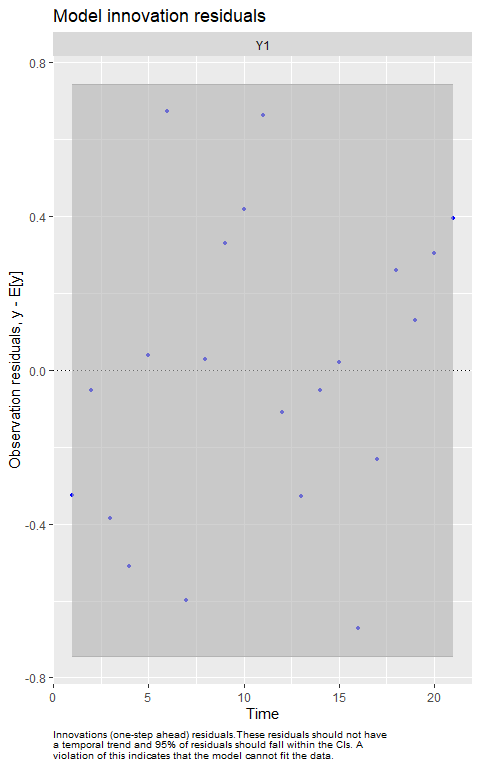 Model innovation residuals
Y1
0.8
0.4
0.0
-0.4
-0.8
Observation residuals, y - E[y]
0
5
10
15
20
Time
Innovations (one-step ahead) residuals.These residuals should not have
a temporal trend and 95% of residuals should fall within the CIs. A
violation of this indicates that the model cannot fit the data.